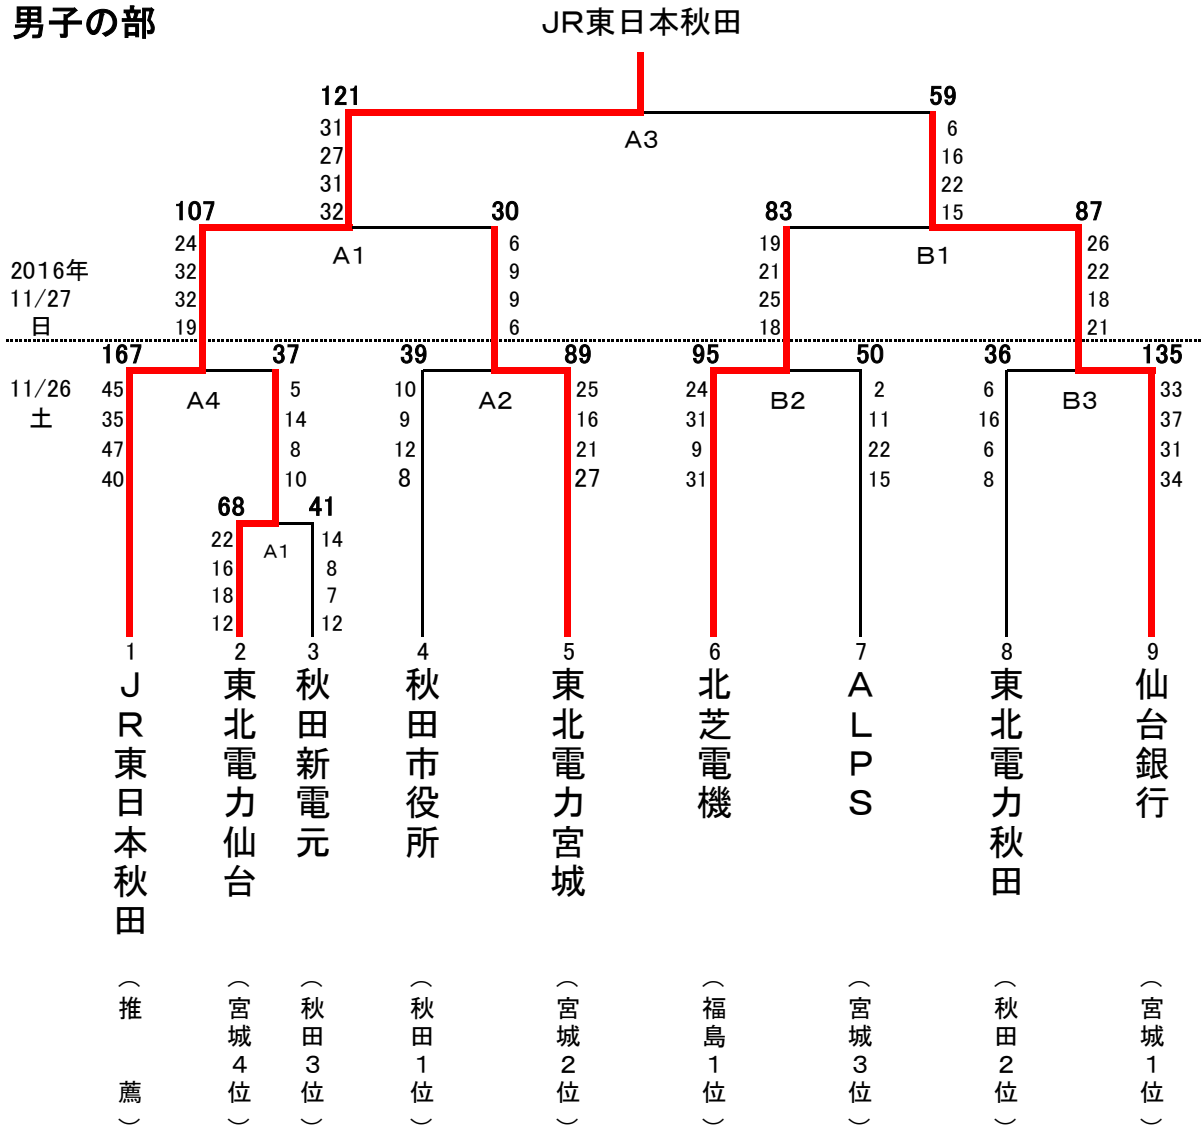 男子の部
JR東日本秋田
121 59
31 6
A3
27 16
31 22
32 15
107 30 83 87
24 6 19 26
A1 B1
2016年 32 9 21 22
11/27 32 9 25 18
日 19 6 18 21
167 37 39 89 95 50 36 135
11/26 45 5 10 25 24 2 6 33
A4 A2 B2 B3
土 35 14 9 16 31 11 16 37
47 8 12 21 9 22 6 31
40 10 8 27 31 15 8 34
68 41
22 14
A1
16 8
18 7
12 12
1 2 3 4 5 6 7 8 9
JR東日本秋田
東北電力仙台
秋田新電元
秋田市役所
東北電力宮城
北芝電機
ALPS
東北電力秋田
仙台銀行
（推薦）
（宮城4位）
（秋田3位）
（秋田1位）
（宮城2位）
（福島1位）
（宮城3位）
（秋田2位）
（宮城1位）